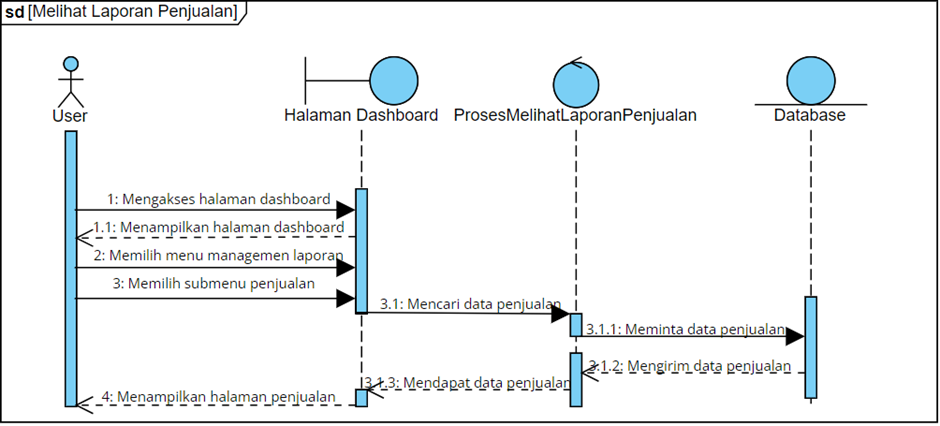 sd [Melihat Laporan Penjualan]
User
Halaman Dashboard
ProsesMelihatLaporanPenjualan
Database
1: Mengakses halaman dashboard
1.1: Menampilkan halaman dashboard
2: Memilih menu managemen laporan
3: Memilih submenu penjualan
3.1: Mencari data penjualan
3.1.1: Meminta data penjualan
3.1.2: Mengirim data penjualan
3.1.3: Mendapat data penjualan
4: Menampilkan halaman penjualan